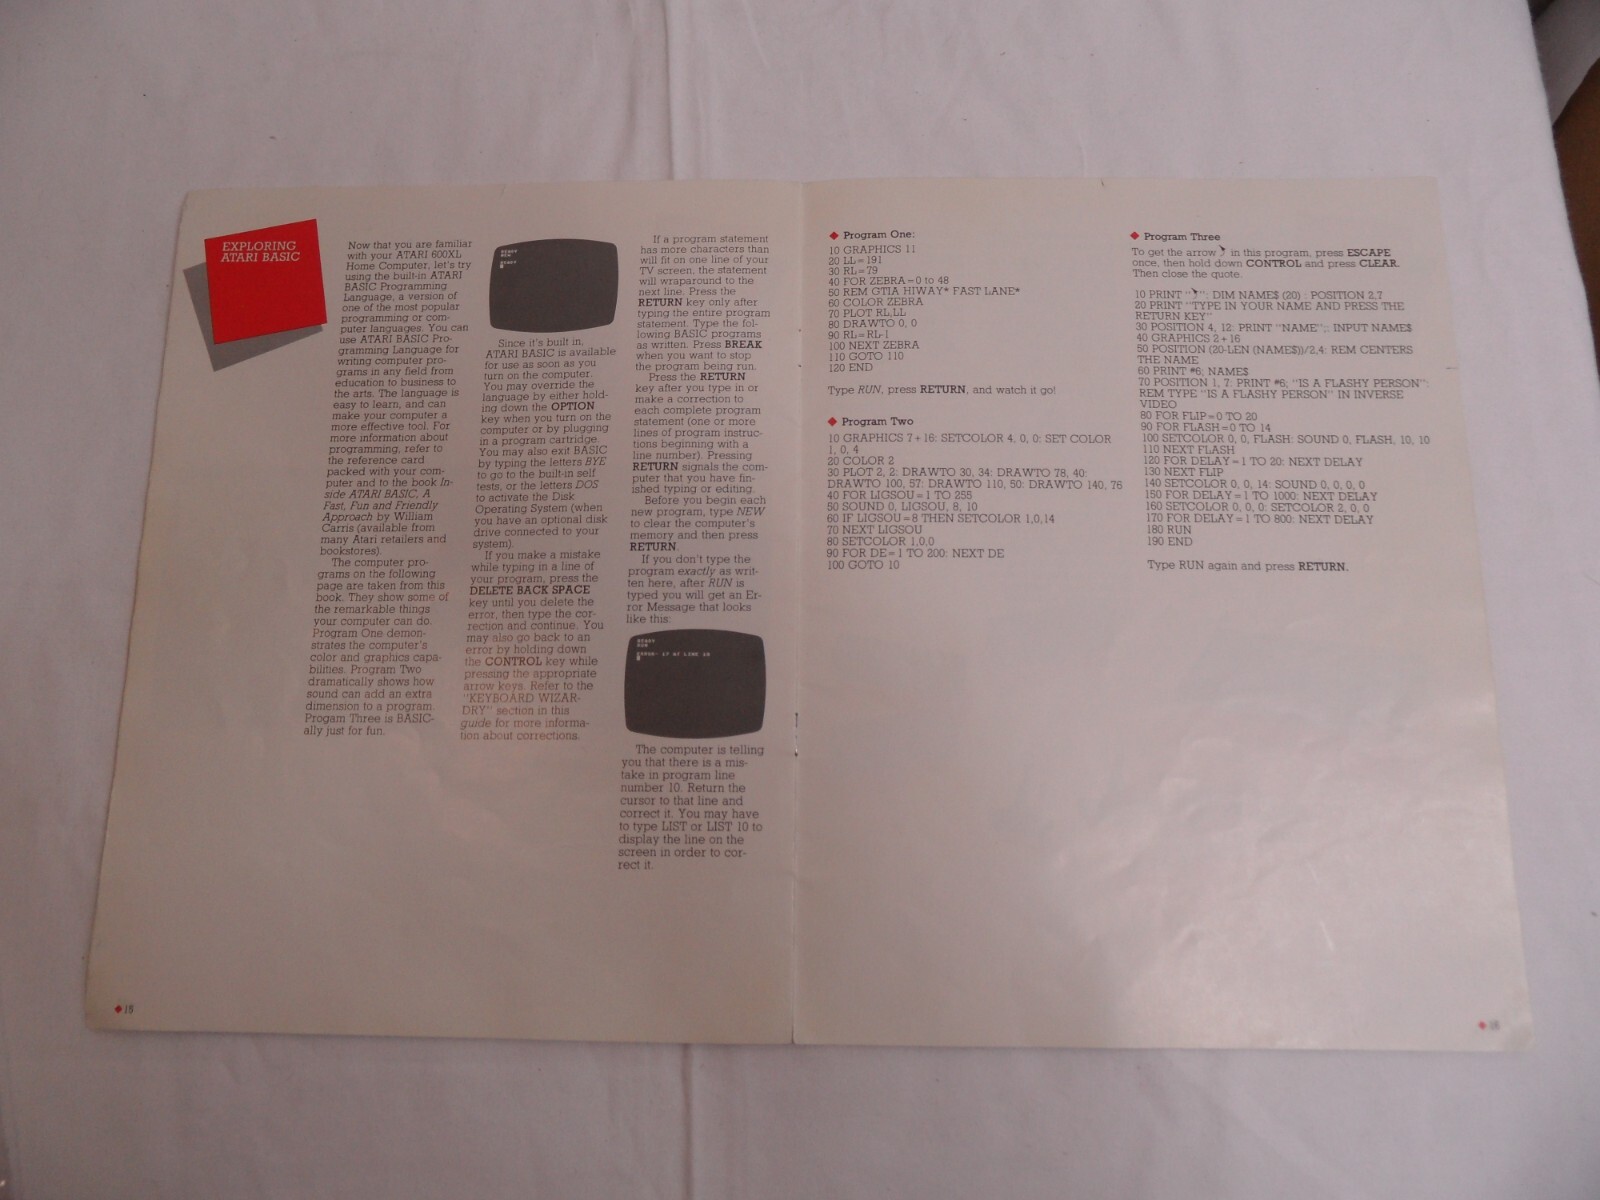 EXPLORING
ATARI BASIC
Now that you are familiar
with your ATARI 600XL
Home Computer, let's try
using the built-in ATARI
BASIC Programming
Language, a version of
one of the most popular
programming or com-
puter languages. You can
use ATARI BASIC Pro-
gramming Language for
writing computer pro-
grams in any field from
education to business to
the arts. The language is
easy to learn, and can
make your computer a
more effective tool. For
more information about
programming, refer to
the reference card
packed with your com-
puter and to the book In-
side ATARI BASIC, A
Fast, Fun and Friendly
Approach by William
Carris (available from
many Atari retailers and
bookstores).
The computer pro-
grams on the following
page are taken from this
book. They show some of
the remarkable things
your computer can do.
Program One demon-
strates the computer's
color and graphics capa-
bilities. Program Two
dramatically shows how
sound can add an extra
dimension to a program.
Progam Three is BASIC-
ally just for fun.
READY
Since it's built in,
ATARI BASIC is available
for use as soon as you
turn on the computer.
You may override the
language by either hold-
ing down the OPTION
key when you turn on the
computer or by plugging
in a program cartridge.
You may also exit BASIC
by typing the letters BYE
to go to the built-in self
tests, or the letters DOS
to activate the Disk
Operating System (when
you have an optional disk
drive connected to your
system).
If you make a mistake
while typing in a line of
your program, press the
DELETE BACK SPACE
key until you delete the
error, then type the cor-
rection and continue. You
may also go back to an
error by holding down
the CONTROL key while
pressing the appropriate
arrow keys. Refer to the
"KEYBOARD WIZAR-
DRY" section in this
guide for more informa-
tion about corrections.
If a program statement
has more characters than
will fit on one line of your
TV screen, the statement
will wraparound to the
next line. Press the
RETURN key only after
typing the entire program
statement. Type the fol-
lowing BASIC programs
as written. Press BREAK
when you want to stop
the program being run.
Press the RETURN
key after you type in or
make a correction to
each complete program
statement (one or more
lines of program instruc-
tions beginning with a
line number). Pressing
RETURN signals the com-
puter that you have fin-
ished typing or editing.
Before you begin each
new program, type NEW
to clear the computer's
memory and then press
RETURN.
If you don't type the
program exactly as writ-
ten here, after RUN is
typed you will get an Er-
ror Message that looks
like this:
READY
RUN
ERROR- 17 AT LINE 10
The computer is telling
you that there is a mis-
take in program line
number 10. Return the
cursor to that line and
correct it. You may have
to type LIST or LIST 10 to
display the line on the
screen in order to cor-
rect it.
Program One:
10 GRAPHICS 11
20 LL=191
30 RL=79
40 FOR ZEBRA=0 to 48
50 REM GTIA HIWAY* FAST LANE*
60 COLOR ZEBRA
70 PLOT RL,LL
80 DRAWTO 0, 0
90 RL=RL-1
100 NEXT ZEBRA
110 GOTO 110
120 END
Type RUN, press RETURN, and watch it go!
Program Two
10 GRAPHICS 7+16: SETCOLOR 4, 0, 0: SET COLOR
1, 0, 4
20 COLOR 2
30 PLOT 2, 2: DRAWTO 30, 34: DRAWTO 78, 40:
DRAWTO 100, 57: DRAWTO 110, 50: DRAWTO 140, 76
40 FOR LIGSOU=1 TO 255
50 SOUND 0, LIGSOU, 8, 10
60 IF LIGSOU=8 THEN SETCOLOR 1,0,14
70 NEXT LIGSOU
80 SETCOLOR 1,0,0
90 FOR DE=1 TO 200: NEXT DE
100 GOTO 10
Program Three
To get the arrow in this program, press ESCAPE
once, then hold down CONTROL and press CLEAR.
Then close the quote.
10 PRINT "": DIM NAME$ (20) : POSITION 2,7
20 PRINT "TYPE IN YOUR NAME AND PRESS THE
RETURN KEY"
30 POSITION 4, 12: PRINT "NAME";: INPUT NAME$
40 GRAPHICS 2+16
50 POSITION (20-LEN (NAME$))/2,4: REM CENTERS
THE NAME
60 PRINT #6; NAME$
70 POSITION 1, 7: PRINT #6; "IS A FLASHY PERSON":
REM TYPE "IS A FLASHY PERSON" IN INVERSE
VIDEO
80 FOR FLIP=0 TO 20
90 FOR FLASH=0 TO 14
100 SETCOLOR 0, 0, FLASH: SOUND 0, FLASH, 10, 10
110 NEXT FLASH
120 FOR DELAY=1 TO 20: NEXT DELAY
130 NEXT FLIP
140 SETCOLOR 0, 0, 14: SOUND 0, 0, 0, 0
150 FOR DELAY=1 TO 1000: NEXT DELAY
160 SETCOLOR 0, 0, 0: SETCOLOR 2, 0, 0
170 FOR DELAY=1 TO 800: NEXT DELAY
180 RUN
190 END
Type RUN again and press RETURN.